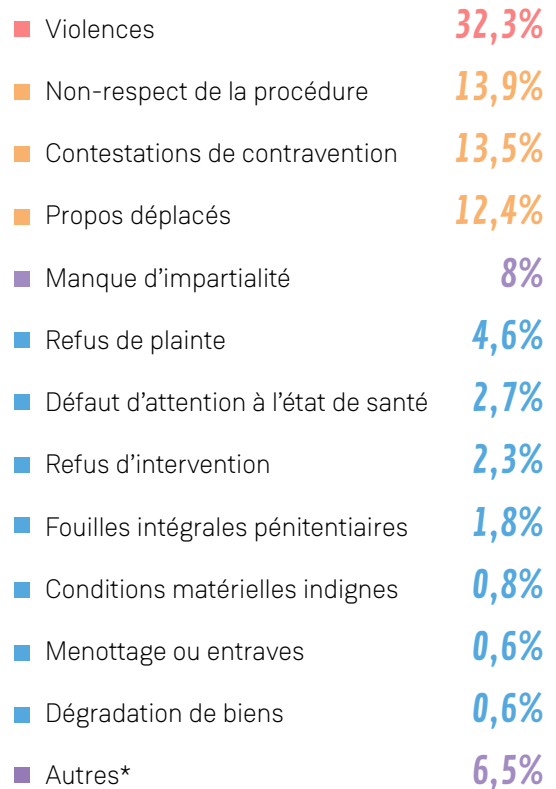 Violences 32,3%
Non-respect de la procédure 13,9%
Contestations de contravention 13,5%
Propos déplacés 12,4%
Manque d'impartialité 8%
Refus de plainte 4,6%
Défaut d'attention à l'état de santé 2,7%
Refus d'intervention 2,3%
Fouilles intégrales pénitentiaires 1,8%
Conditions matérielles indignes 0,8%
Menottage ou entraves 0,6%
Dégradation de biens 0,6%
Autres* 6,5%